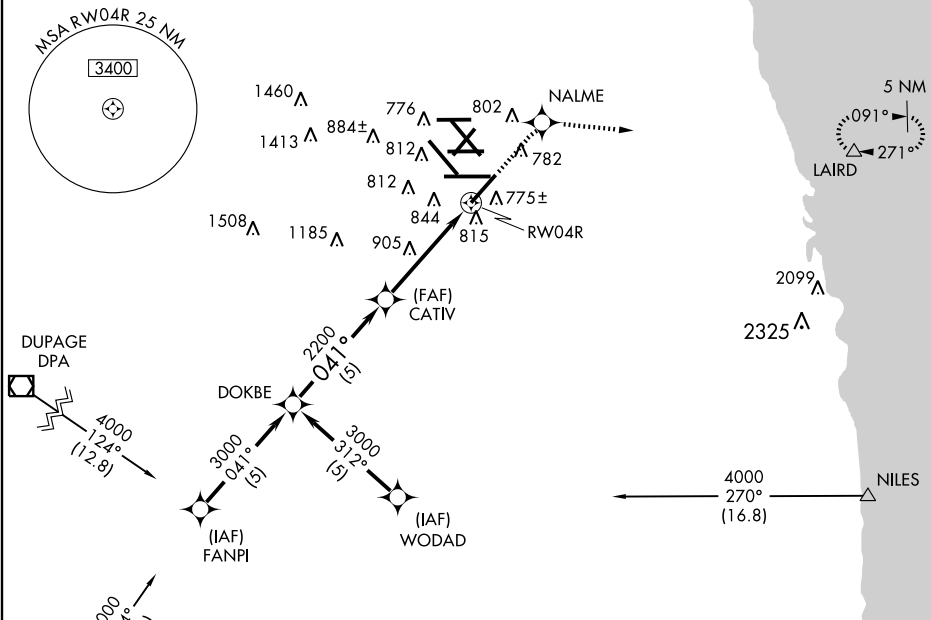 MSA RW04R 25 NM
3400
1460
1413
884±
776
812
802
NALME
782
812
844
775±
815
RW04R
1508
1185
905
5 NM
091°
271°
LAIRD
2099
2325
(FAF)
CATIV
2200
041°
(5)
DUPAGE
DPA
4000
124°
(12.8)
DOKBE
3000
041°
(5)
3000
312°
(5)
(IAF)
FANPI
(IAF)
WODAD
4000
270°
(16.8)
NILES